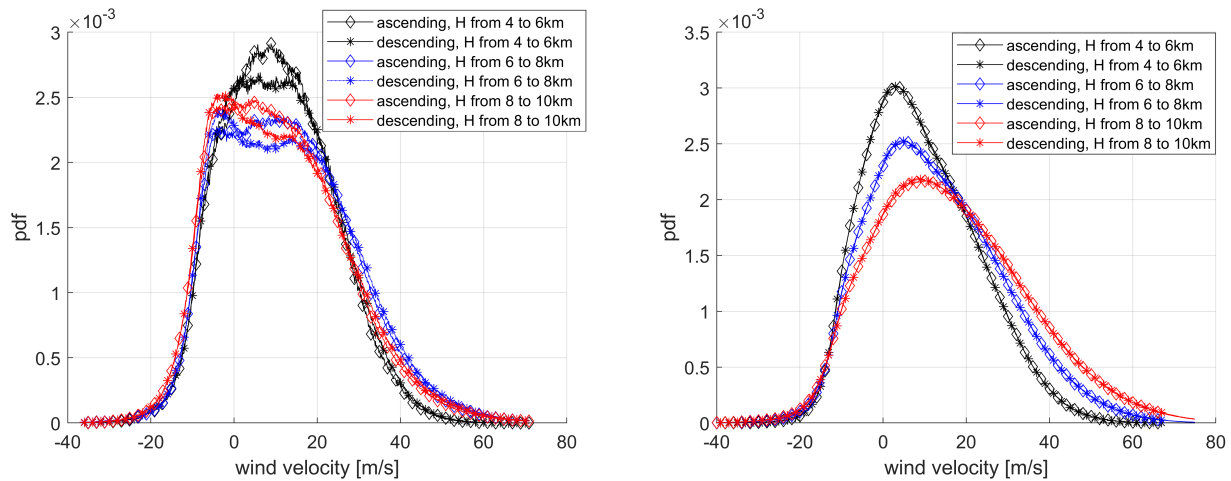 ×10⁻³
3
2.5
2
1.5
1
0.5
0
pdf
-40
-20
0
20
40
60
80
wind velocity [m/s]
ascending, H from 4 to 6km
descending, H from 4 to 6km
ascending, H from 6 to 8km
descending, H from 6 to 8km
ascending, H from 8 to 10km
descending, H from 8 to 10km
×10⁻³
3.5
3
2.5
2
1.5
1
0.5
0
pdf
-40
-20
0
20
40
60
80
wind velocity [m/s]
ascending, H from 4 to 6km
descending, H from 4 to 6km
ascending, H from 6 to 8km
descending, H from 6 to 8km
ascending, H from 8 to 10km
descending, H from 8 to 10km